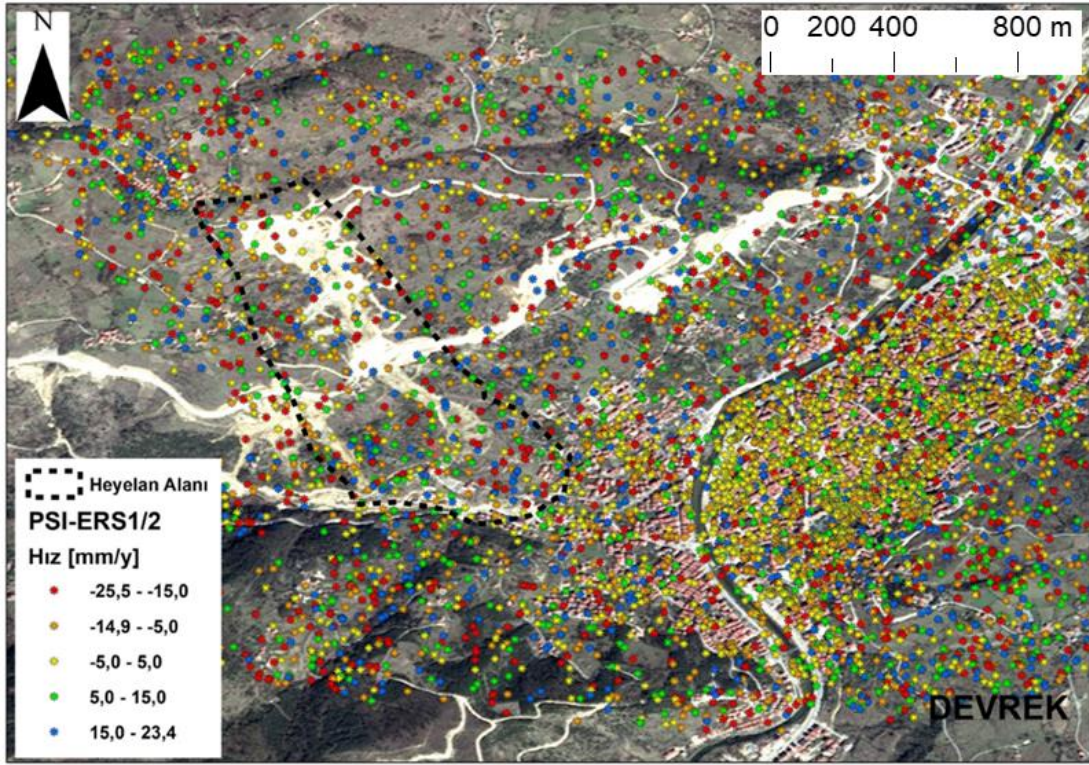 N
0 200 400 800 m
Heyelan Alanı
PSI-ERS1/2
Hız [mm/y]
-25,5 - -15,0
-14,9 - -5,0
-5,0 - 5,0
5,0 - 15,0
15,0 - 23,4
DEVREK